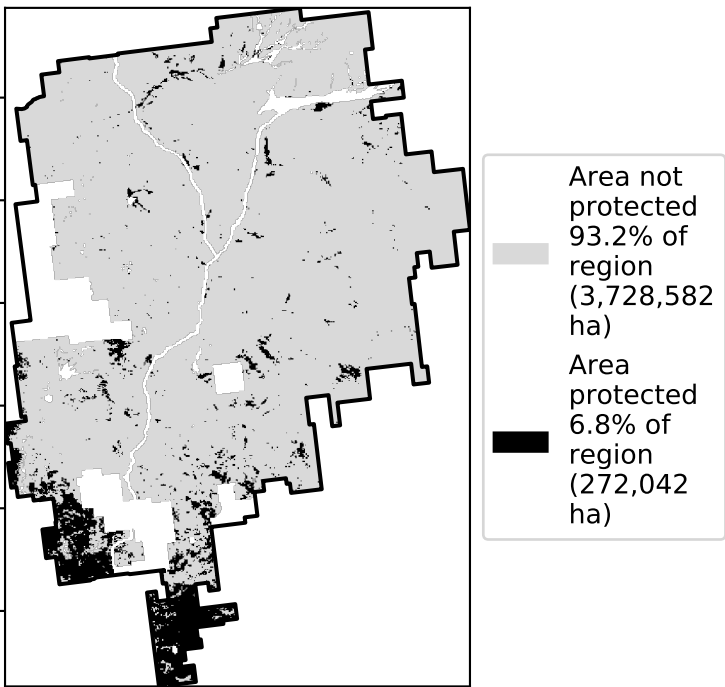 Area not
protected
93.2% of
region
(3,728,582
ha)
Area
protected
6.8% of
region
(272,042
ha)